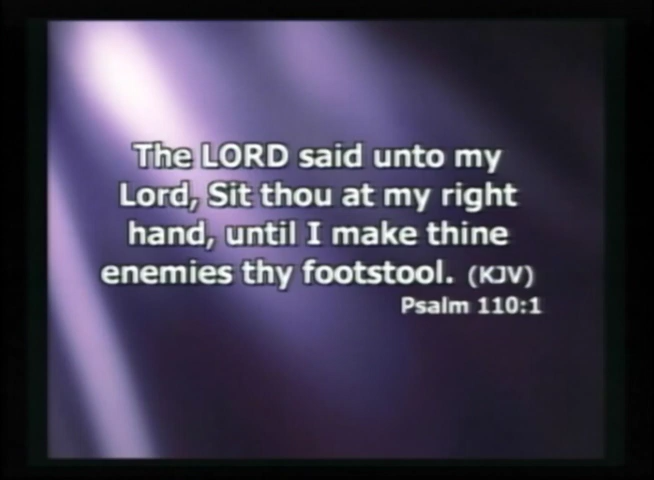 The LORD said unto my
Lord, Sit thou at my right
hand, until I make thine
enemies thy footstool. (KJV)
Psalm 110:1